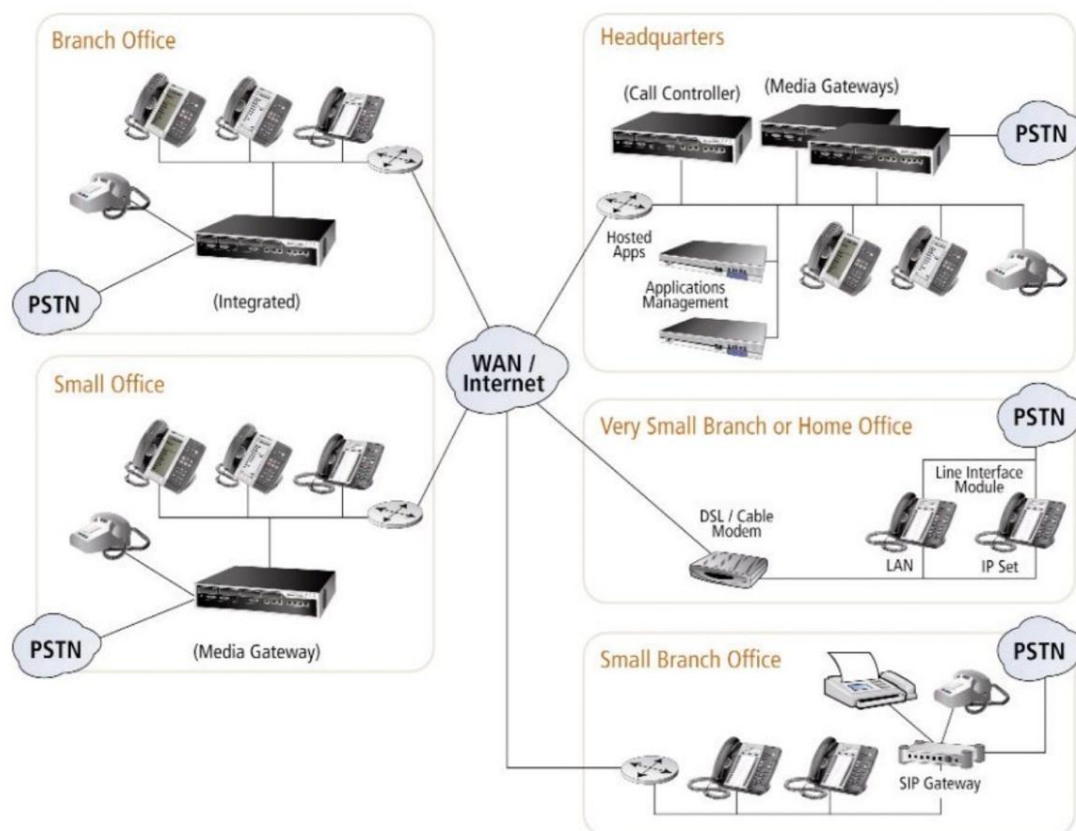 Branch Office
PSTN
(Integrated)
Headquarters
(Call Controller)
(Media Gateways)
PSTN
Hosted
Apps
Applications
Management
WAN /
Internet
Small Office
PSTN
(Media Gateway)
Very Small Branch or Home Office
PSTN
Line Interface
Module
DSL / Cable
Modem
LAN
IP Set
Small Branch Office
PSTN
SIP Gateway